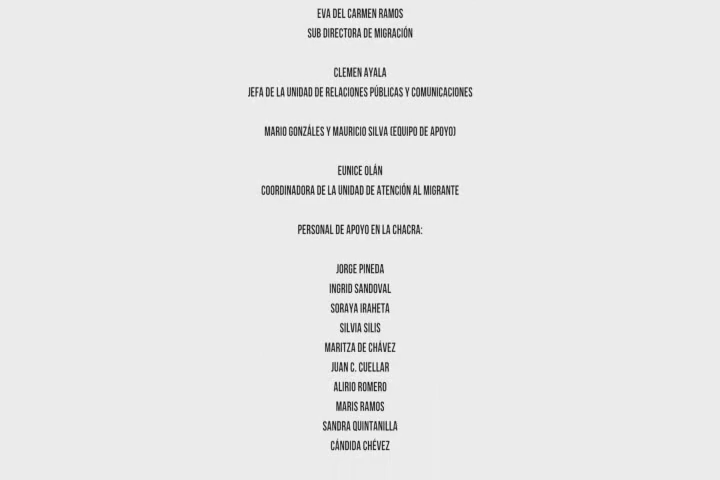 EVA DEL CARMEN RAMOS
SUB DIRECTORA DE MIGRACIÓN
CLEMEN AYALA
JEFA DE LA UNIDAD DE RELACIONES PÚBLICAS Y COMUNICACIONES
MARIO GONZÁLES Y MAURICIO SILVA (EQUIPO DE APOYO)
EUNICE OLÁN
COORDINADORA DE LA UNIDAD DE ATENCIÓN AL MIGRANTE
PERSONAL DE APOYO EN LA CHACRA:
JORGE PINEDA
INGRID SANDOVAL
SORAYA IRAHETA
SILVIA SILIS
MARITZA DE CHÁVEZ
JUAN C. CUELLAR
ALIRIO ROMERO
MARIS RAMOS
SANDRA QUINTANILLA
CÁNDIDA CHÉVEZ